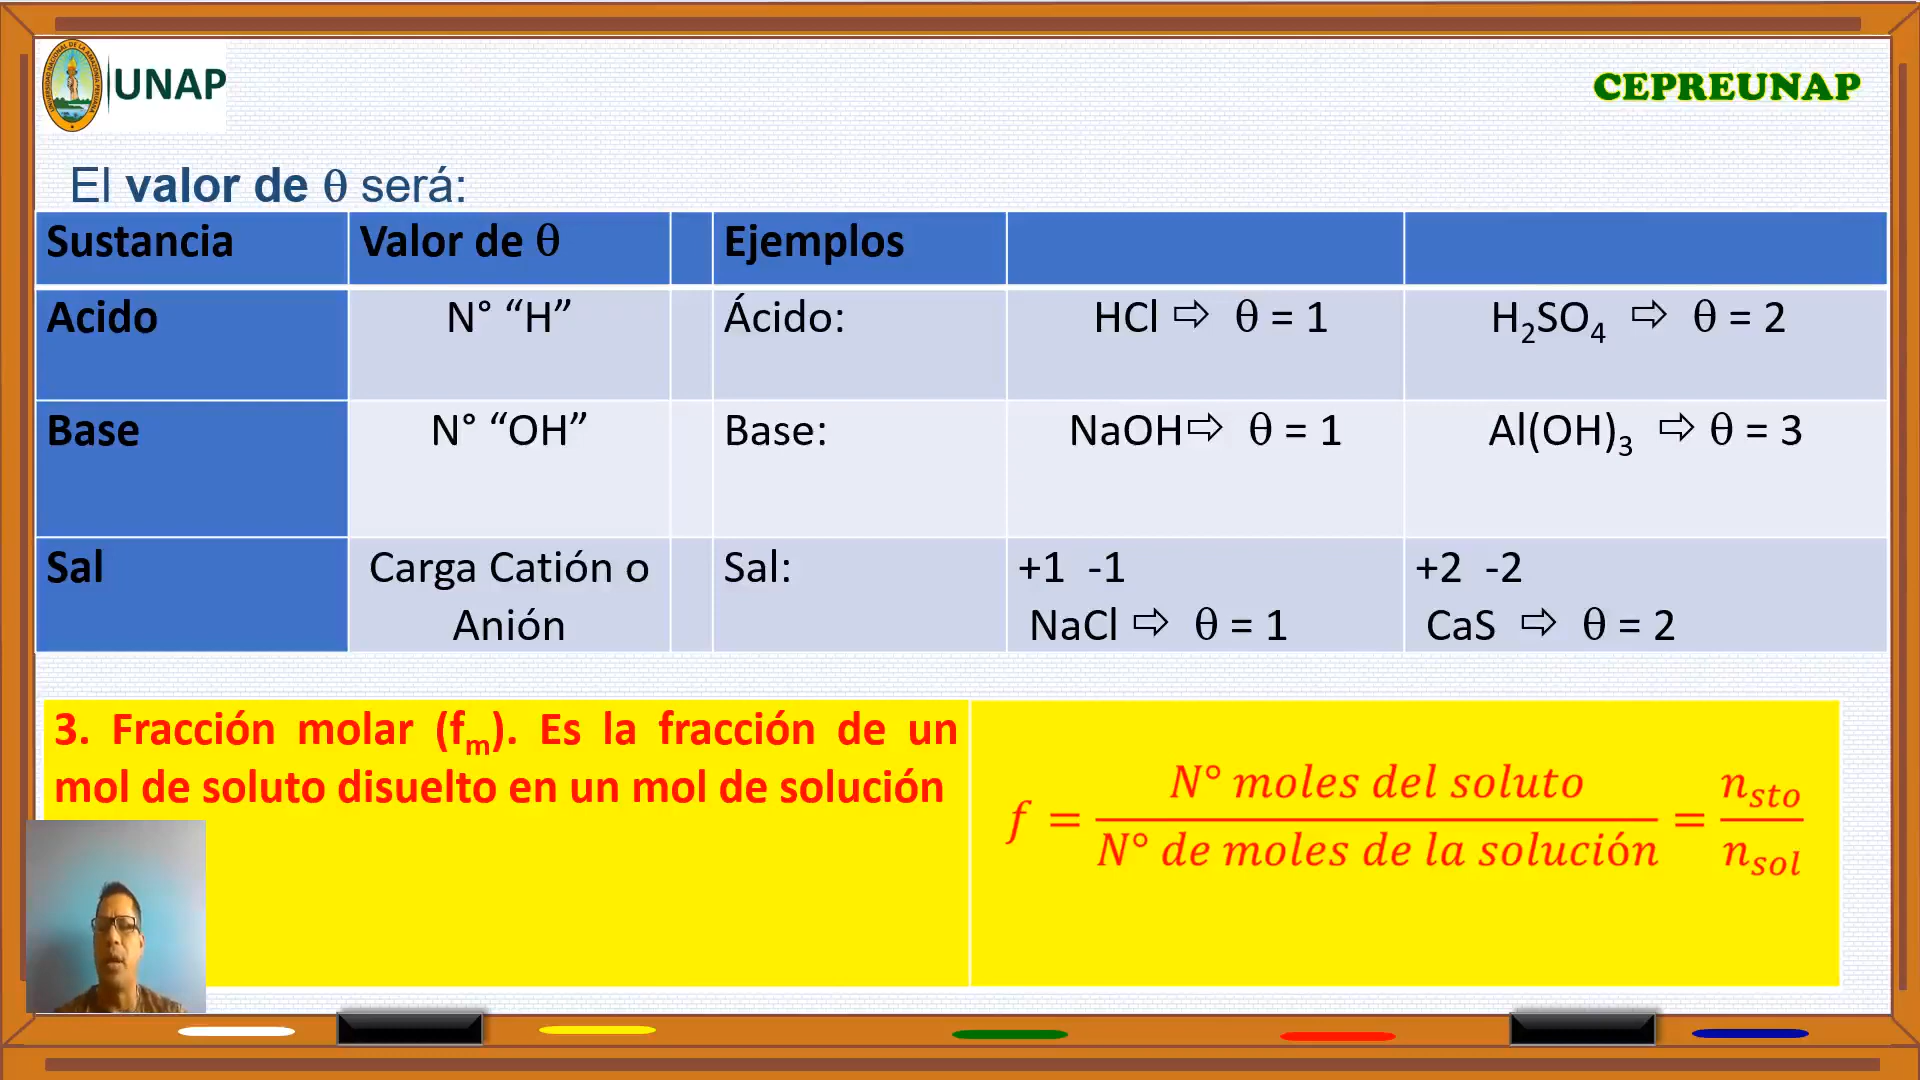 UNAP
CEPREUNAP
El valor de θ será:
Sustancia Valor de θ Ejemplos
Acido N° “H” Ácido: HCl ⇨ θ = 1 H₂SO₄ ⇨ θ = 2
Base N° “OH” Base: NaOH⇨ θ = 1 Al(OH)₃ ⇨ θ = 3
Sal Carga Catión o Sal: +1 -1 +2 -2
Anión NaCl ⇨ θ = 1 CaS ⇨ θ = 2
3. Fracción molar (fₘ). Es la fracción de un
mol de soluto disuelto en un mol de solución
f = N° moles del soluto / N° de moles de la solución = n_sto / n_sol